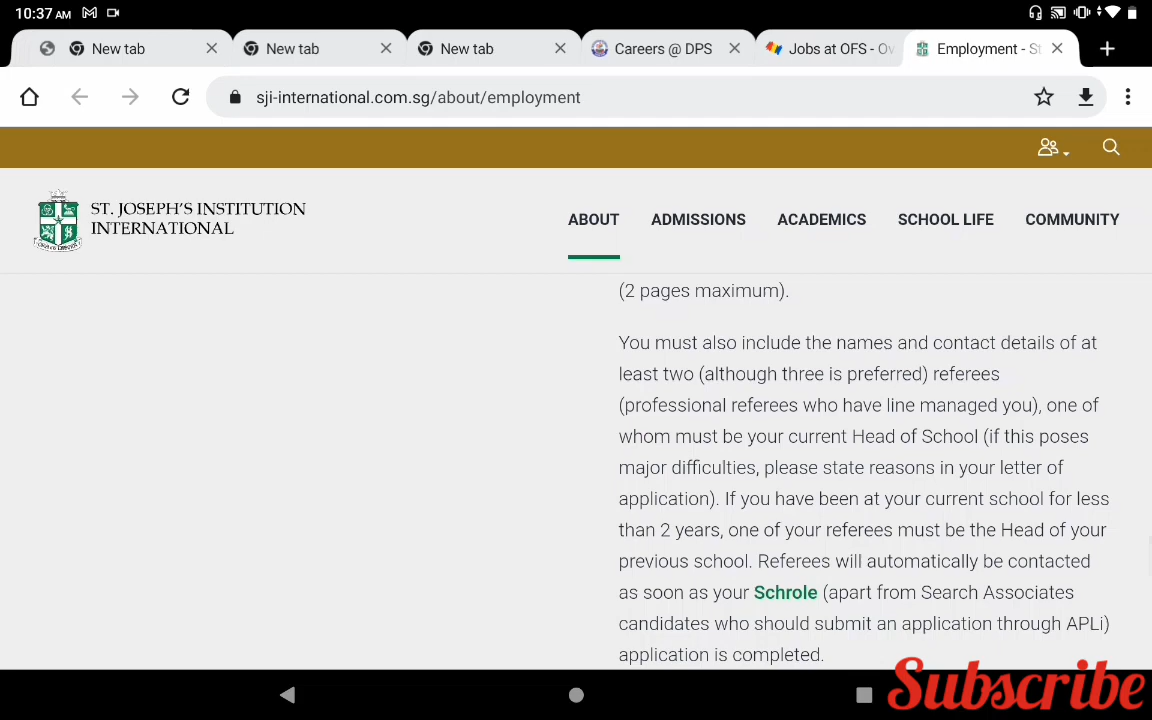 10:37 AM
New tab
New tab
New tab
Careers @ DPS
Jobs at OFS - Ov
Employment - St
sji-international.com.sg/about/employment
ST. JOSEPH'S INSTITUTION
INTERNATIONAL
ABOUT
ADMISSIONS
ACADEMICS
SCHOOL LIFE
COMMUNITY
(2 pages maximum).
You must also include the names and contact details of at
least two (although three is preferred) referees
(professional referees who have line managed you), one of
whom must be your current Head of School (if this poses
major difficulties, please state reasons in your letter of
application). If you have been at your current school for less
than 2 years, one of your referees must be the Head of your
previous school. Referees will automatically be contacted
as soon as your Schrole (apart from Search Associates
candidates who should submit an application through APLi)
application is completed.
Subscribe